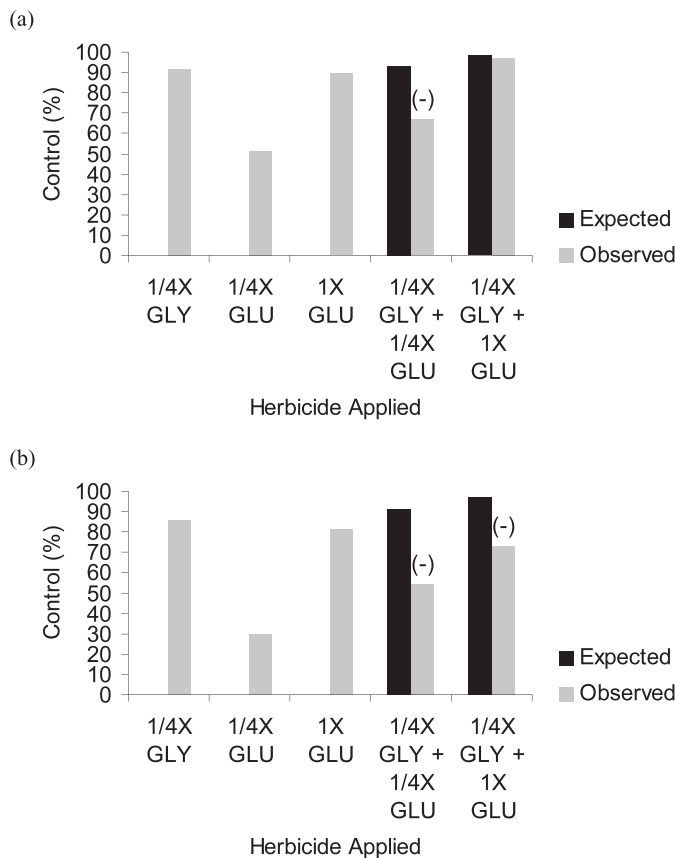 (a)
100
90
80
70
60
50
40
30
20
10
0
Control (%)
(-)
Expected
Observed
1/4X 1/4X 1X 1/4X 1/4X
GLY GLU GLU GLY + GLY +
1/4X 1X
GLU GLU
Herbicide Applied
(b)
100
90
80
70
60
50
40
30
20
10
0
Control (%)
(-)
(-)
Expected
Observed
1/4X 1/4X 1X 1/4X 1/4X
GLY GLU GLU GLY + GLY +
1/4X 1X
GLU GLU
Herbicide Applied